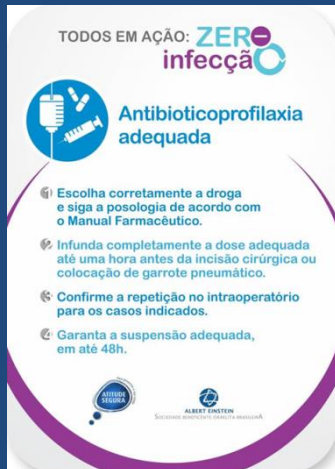 TODOS EM AÇÃO: ZERO
infecção
Antibioticoprofilaxia
adequada
1 Escolha corretamente a droga
e siga a posologia de acordo com
o Manual Farmacêutico.
2 Infunda completamente a dose adequada
até uma hora antes da incisão cirúrgica ou
colocação de garrote pneumático.
3 Confirme a repetição no intraoperatório
para os casos indicados.
4 Garanta a suspensão adequada,
em até 48h.
ATITUDE
SEGURA
ALBERT EINSTEIN
SOCIEDADE BENEFICENTE ISRAELITA BRASILEIRA